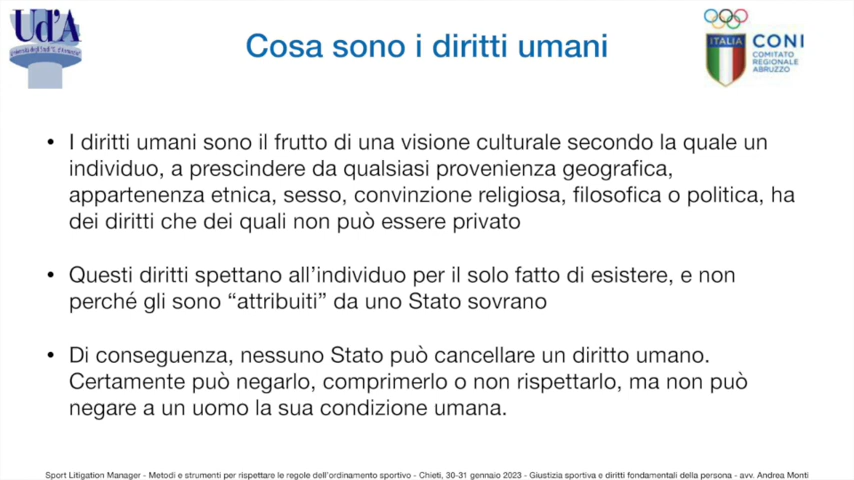 Ud'A
Cosa sono i diritti umani
ITALIA
CONI
COMITATO
REGIONALE
ABRUZZO
• I diritti umani sono il frutto di una visione culturale secondo la quale un
individuo, a prescindere da qualsiasi provenienza geografica,
appartenenza etnica, sesso, convinzione religiosa, filosofica o politica, ha
dei diritti che dei quali non può essere privato
• Questi diritti spettano all'individuo per il solo fatto di esistere, e non
perché gli sono “attribuiti” da uno Stato sovrano
• Di conseguenza, nessuno Stato può cancellare un diritto umano.
Certamente può negarlo, comprimerlo o non rispettarlo, ma non può
negare a un uomo la sua condizione umana.
Sport Litigation Manager - Metodi e strumenti per rispettare le regole dell'ordinamento sportivo - Chieti, 30-31 gennaio 2023 - Giustizia sportiva e diritti fondamentali della persona - avv. Andrea Monti